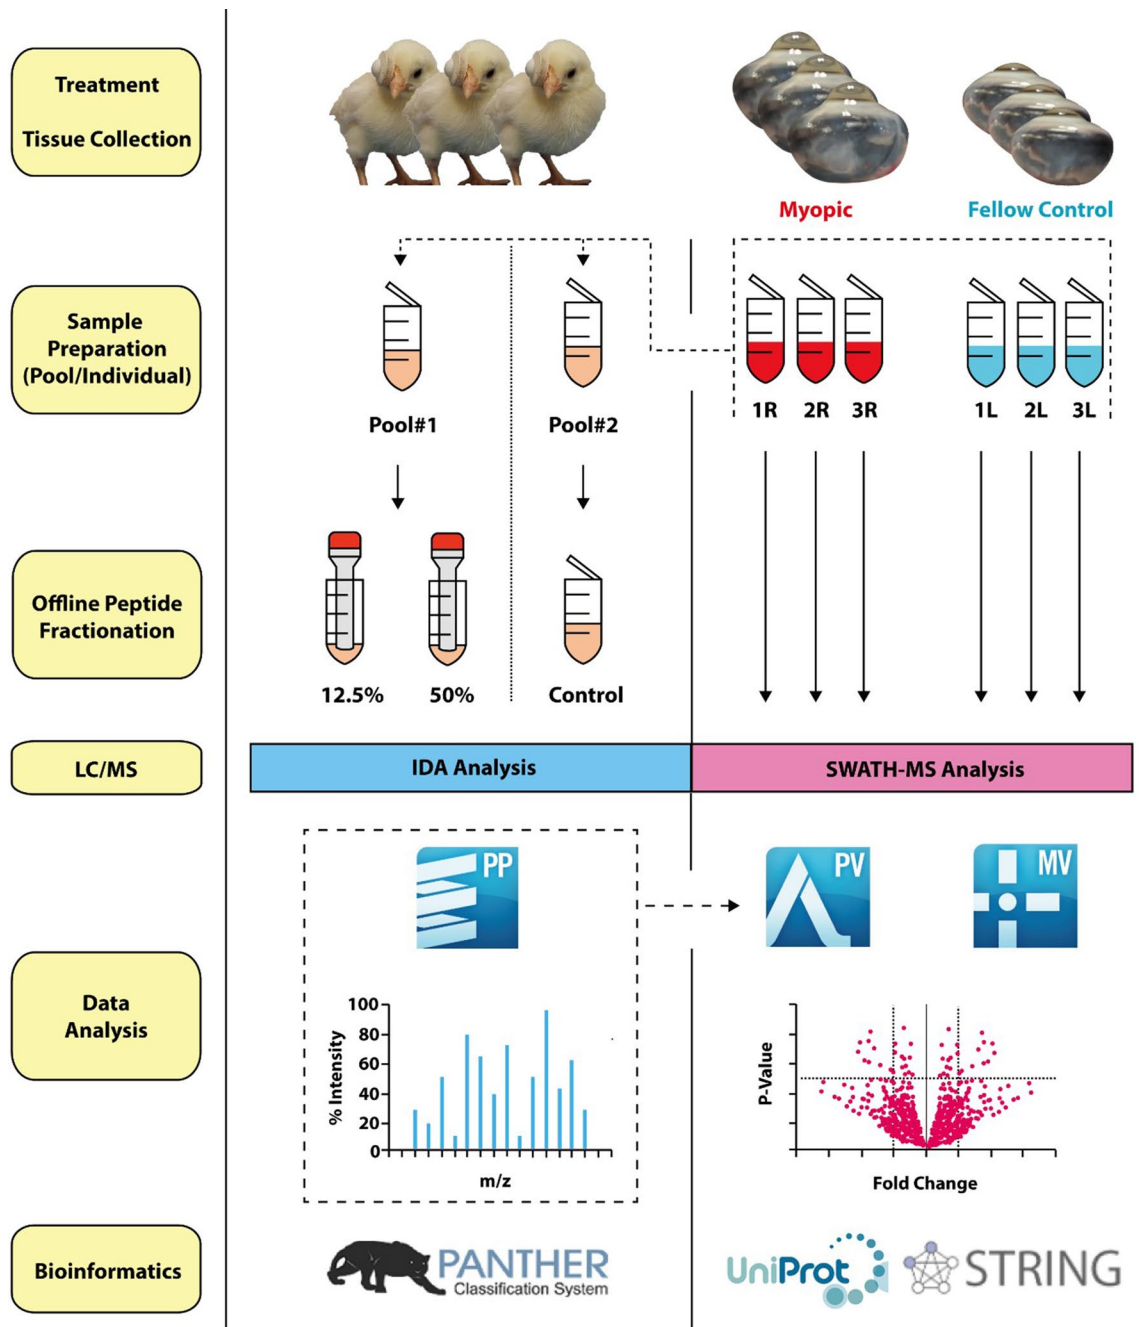 Treatment
Tissue Collection
Myopic
Fellow Control
Sample
Preparation
(Pool/Individual)
Pool#1
Pool#2
1R
2R
3R
1L
2L
3L
Offline Peptide
Fractionation
12.5%
50%
Control
LC/MS
IDA Analysis
SWATH-MS Analysis
PP
PV
MV
Data
Analysis
% Intensity
100
80
60
40
20
0
m/z
P-Value
Fold Change
Bioinformatics
PANTHER
Classification System
UniProt
STRING